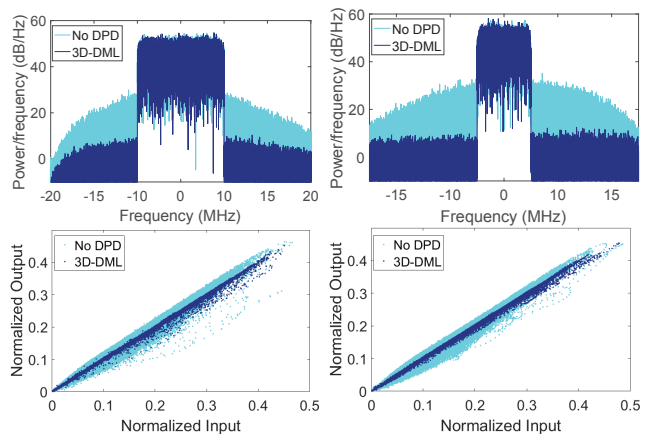 60
40
20
0
Power/frequency (dB/Hz)
No DPD
3D-DML
-20 -15 -10 0 10 15 20
Frequency (MHz)
60
40
20
0
Power/frequency (dB/Hz)
No DPD
3D-DML
-15 -5 0 5 10 15
Frequency (MHz)
0.4
0.3
0.2
0.1
0
Normalized Output
No DPD
3D-DML
0 0.1 0.2 0.3 0.4 0.5
Normalized Input
0.4
0.3
0.2
0.1
0
Normalized Output
No DPD
3D-DML
0 0.1 0.2 0.3 0.4 0.5
Normalized Input